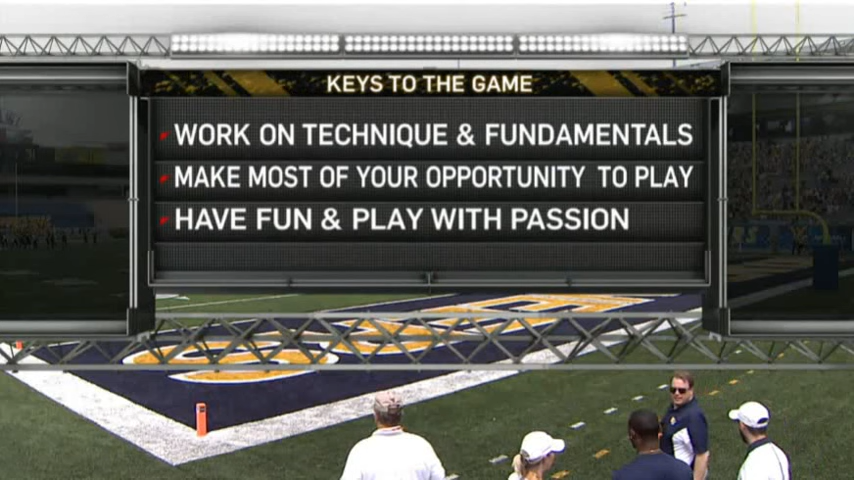 KEYS TO THE GAME
WORK ON TECHNIQUE & FUNDAMENTALS
MAKE MOST OF YOUR OPPORTUNITY TO PLAY
HAVE FUN & PLAY WITH PASSION